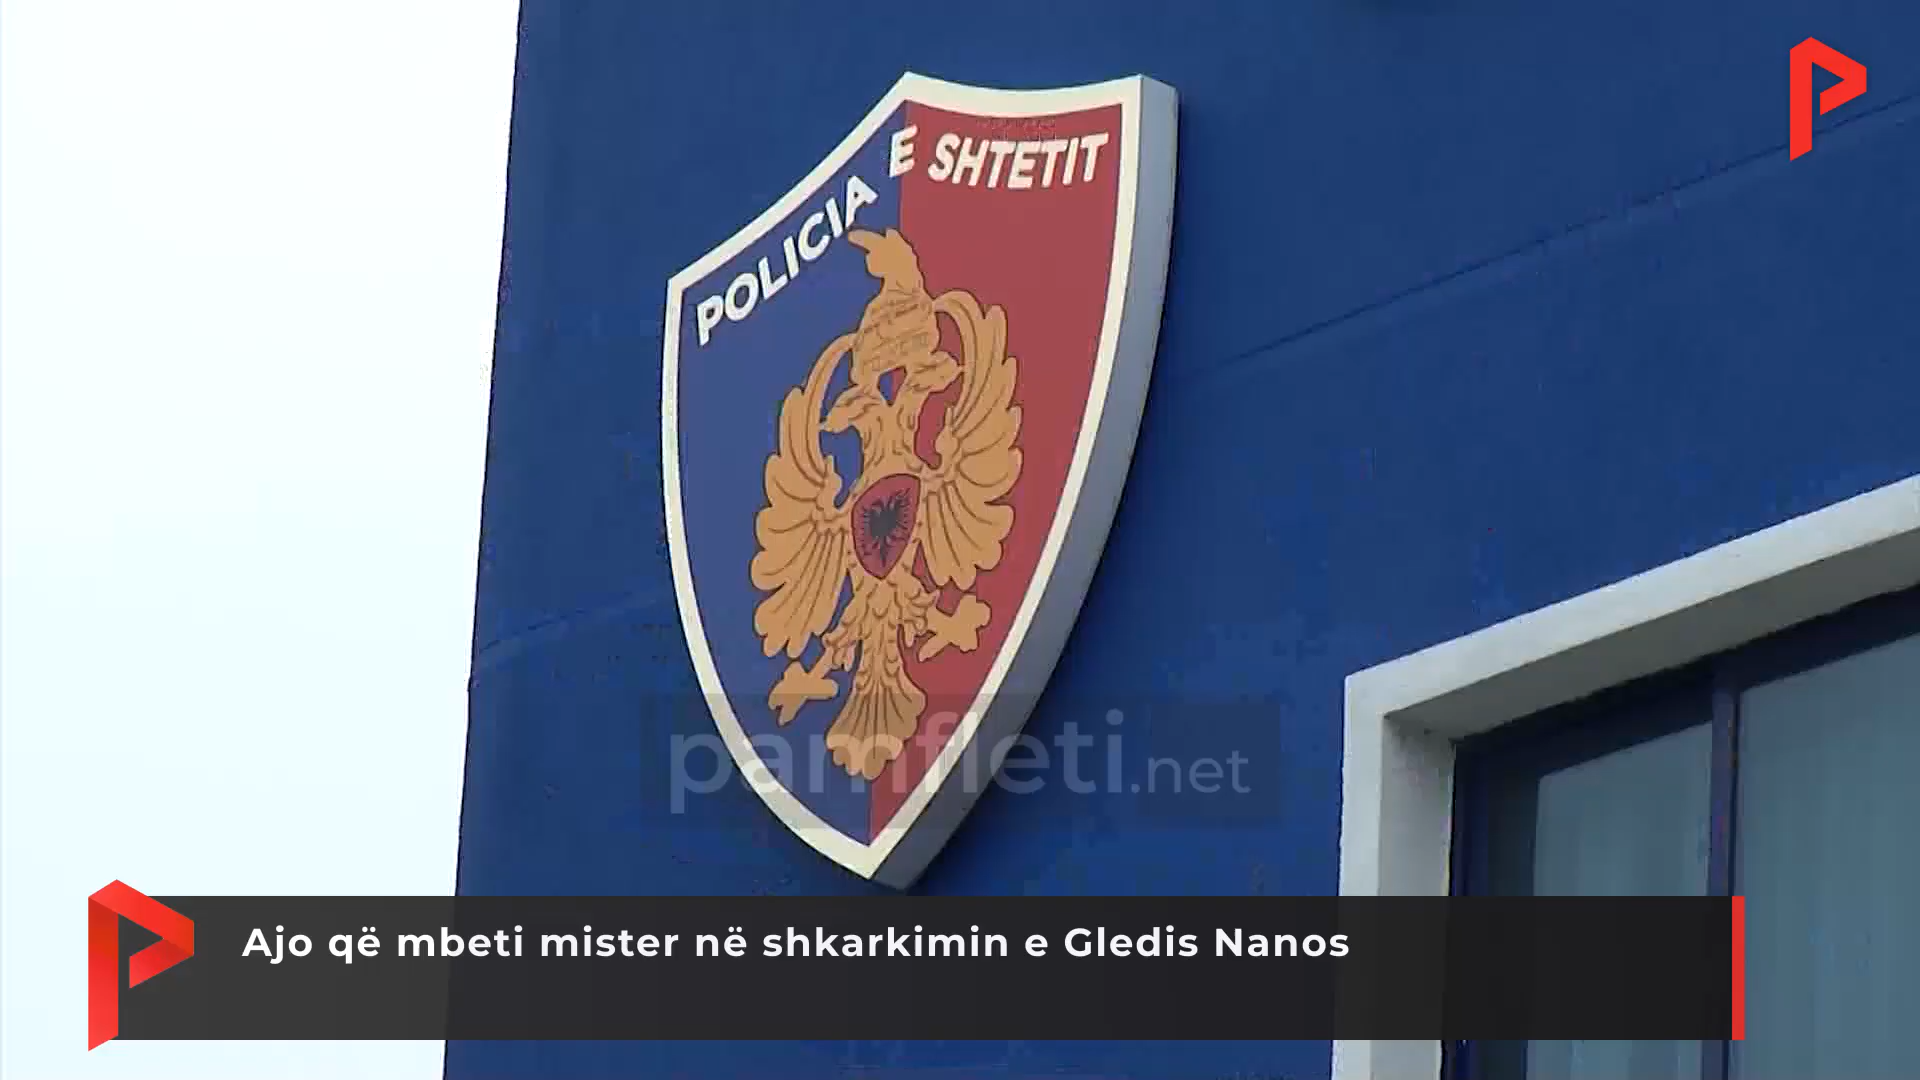 POLICIA E SHTETIT
pamfleti.net
Ajo që mbeti mister në shkarkimin e Gledis Nanos